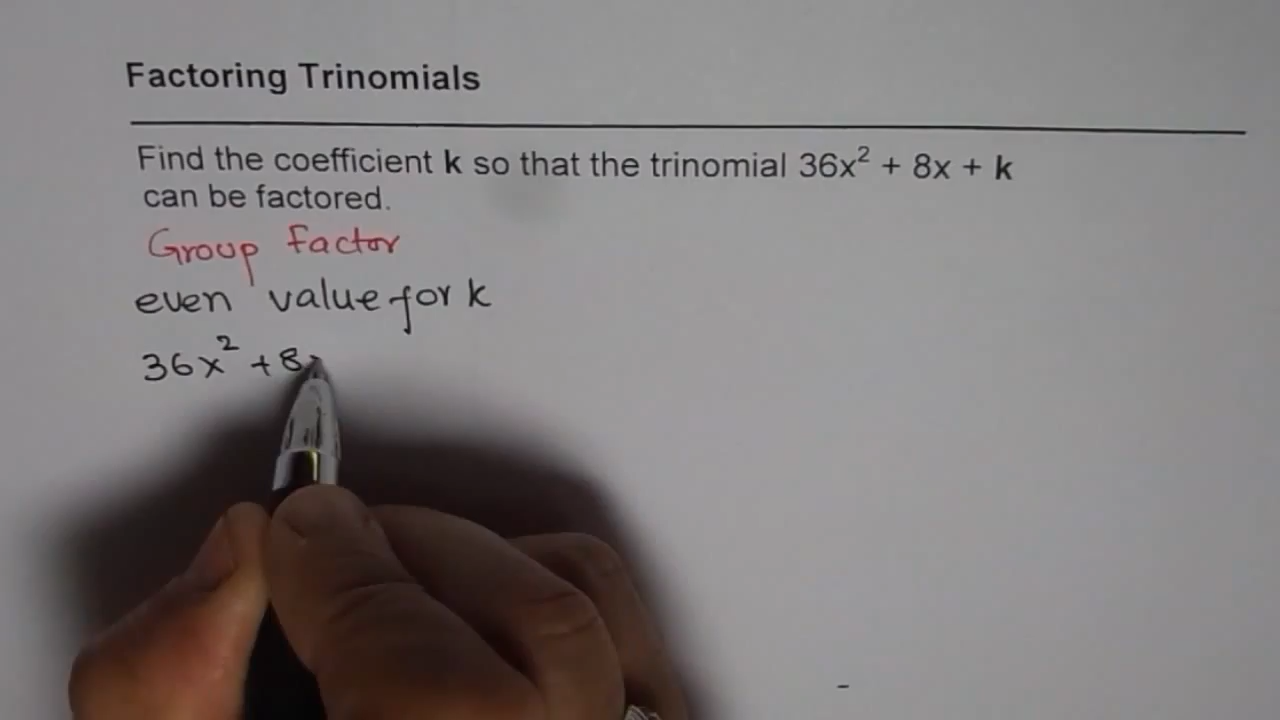 Factoring Trinomials
Find the coefficient k so that the trinomial 36x² + 8x + k
can be factored.
Group Factor
even value for k
36x² + 8x